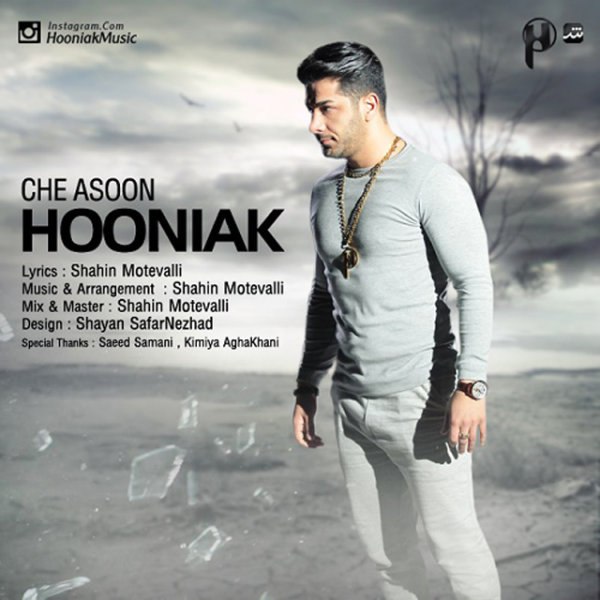 Instagram.Com
HooniakMusic
CHE ASOON
HOONIAK
Lyrics : Shahin Motevalli
Music & Arrangement : Shahin Motevalli
Mix & Master : Shahin Motevalli
Design : Shayan SafarNezhad
Special Thanks : Saeed Samani , Kimiya AghaKhani